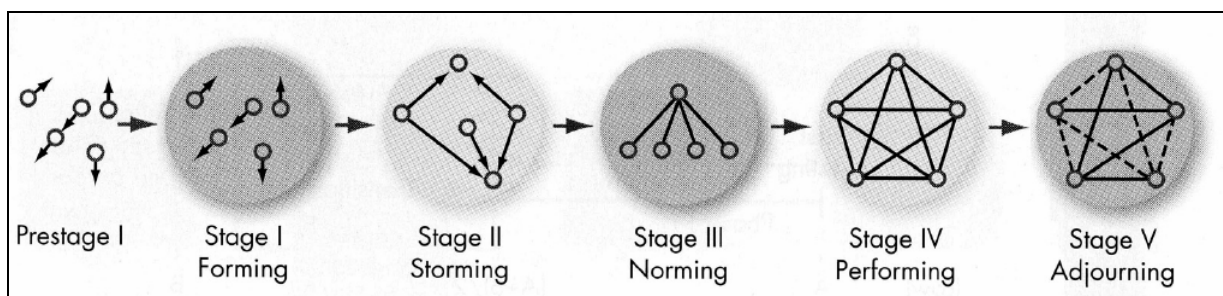 Prestage I
Stage I
Forming
Stage II
Storming
Stage III
Norming
Stage IV
Performing
Stage V
Adjourning